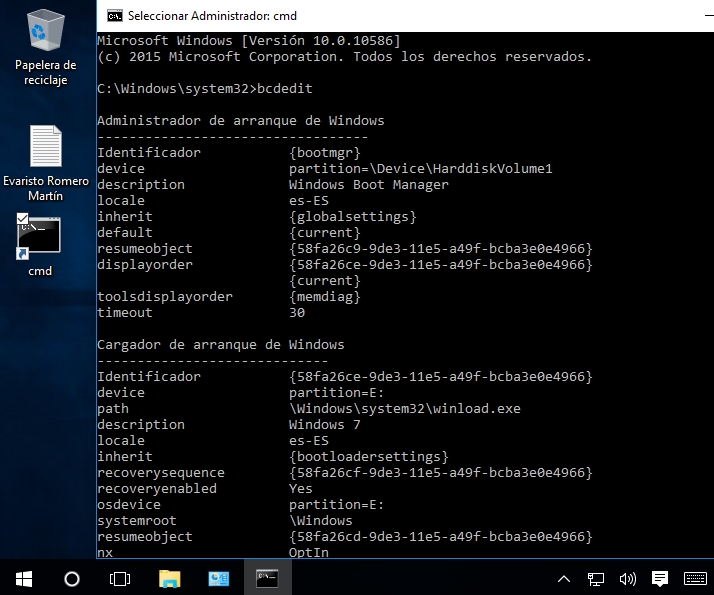 Papelera de
reciclaje
Evaristo Romero
Martín
cmd
Seleccionar Administrador: cmd
Microsoft Windows [Versión 10.0.10586]
(c) 2015 Microsoft Corporation. Todos los derechos reservados.
C:\Windows\system32>bcdedit
Administrador de arranque de Windows
----------------------------------
Identificador           {bootmgr}
device                  partition=\Device\HarddiskVolume1
description             Windows Boot Manager
locale                  es-ES
inherit                 {globalsettings}
default                 {current}
resumeobject            {58fa26c9-9de3-11e5-a49f-bcba3e0e4966}
displayorder            {58fa26ce-9de3-11e5-a49f-bcba3e0e4966}
                        {current}
toolsdisplayorder       {memdiag}
timeout                 30
Cargador de arranque de Windows
-----------------------------
Identificador           {58fa26ce-9de3-11e5-a49f-bcba3e0e4966}
device                  partition=E:
path                    \Windows\system32\winload.exe
description             Windows 7
locale                  es-ES
inherit                 {bootloadersettings}
recoverysequence        {58fa26cf-9de3-11e5-a49f-bcba3e0e4966}
recoveryenabled         Yes
osdevice                partition=E:
systemroot              \Windows
resumeobject            {58fa26cd-9de3-11e5-a49f-bcba3e0e4966}
nx                      OptIn